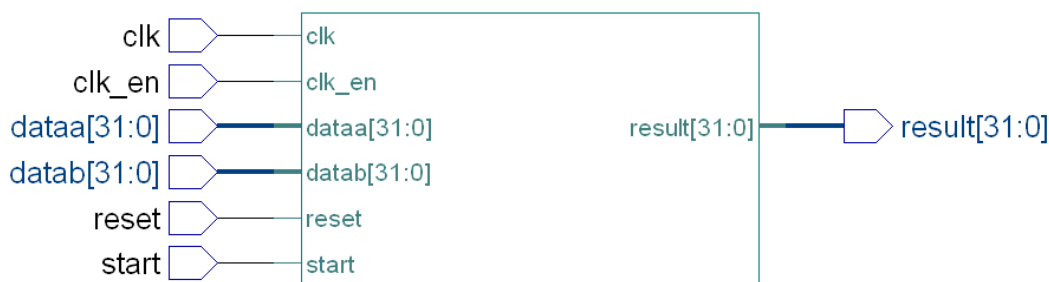 clk clk
clk_en clk_en
dataa[31:0] dataa[31:0] result[31:0] result[31:0]
datab[31:0] datab[31:0]
reset reset
start start